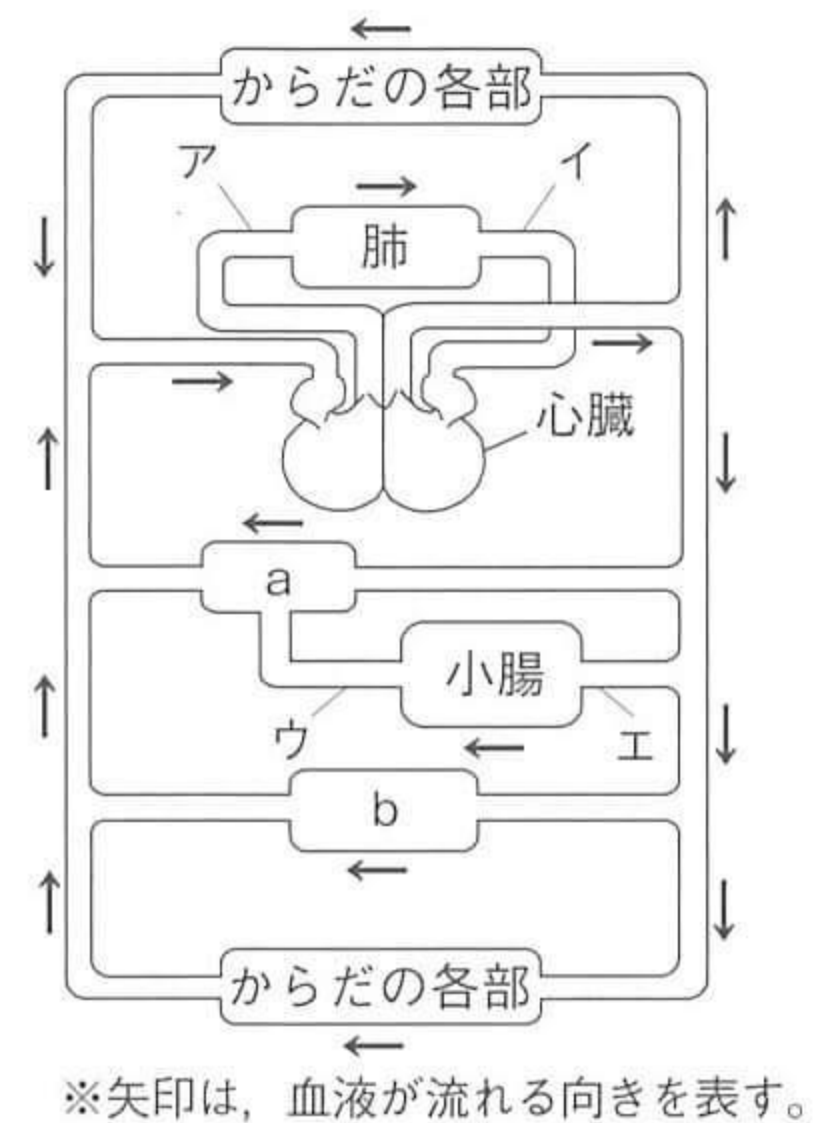 からだの各部
ア
イ
肺
心臓
a
小腸
ウ
エ
b
からだの各部
※矢印は，血液が流れる向きを表す。